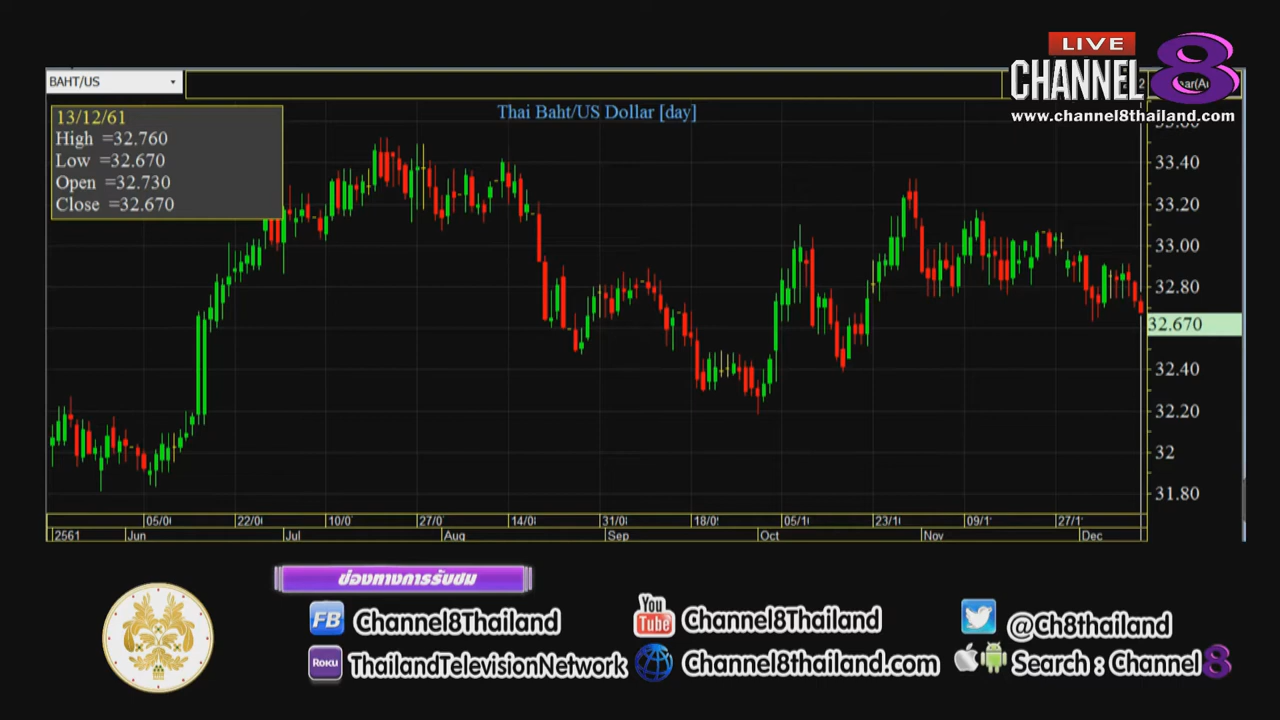 LIVE
CHANNEL 8
www.channel8thailand.com
BAHT/US
Thai Baht/US Dollar [day]
13/12/61
High =32.760
Low =32.670
Open =32.730
Close =32.670
33.40
33.20
33.00
32.80
32.670
32.40
32.20
32
31.80
05/0 22/0 10/0 27/0 14/0 31/0 18/0 05/1 23/1 09/1 27/1
2561 Jun Jul Aug Sep Oct Nov Dec
ช่องทางการรับชม
FB Channel8Thailand
You Tube Channel8Thailand
@Ch8thailand
ROKU ThailandTelevisionNetwork
Channel8thailand.com
Search : Channel 8